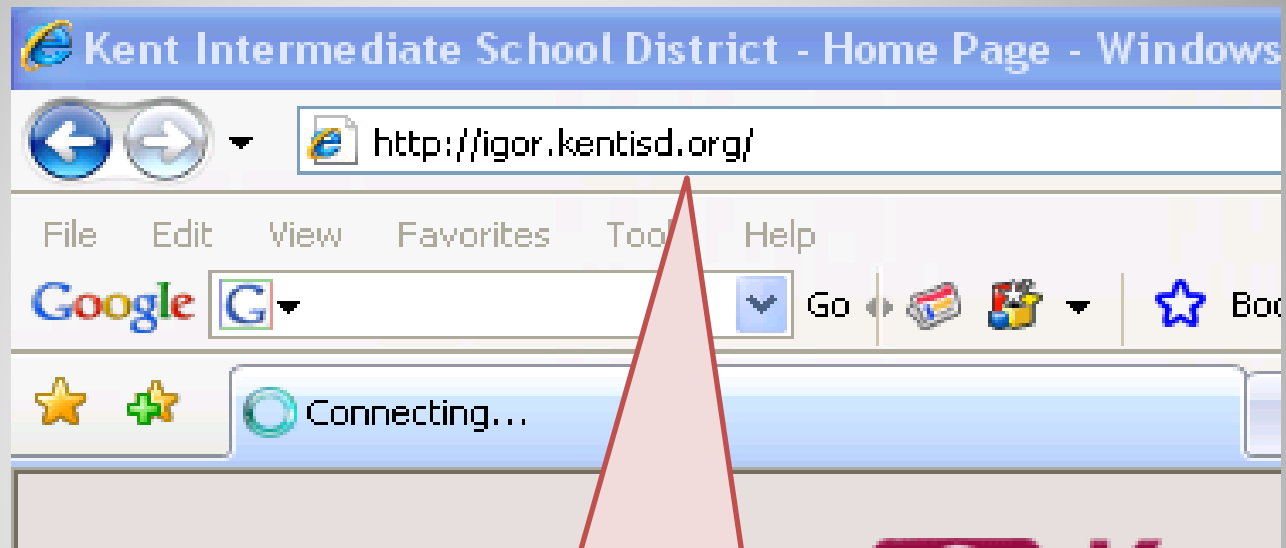 Kent Intermediate School District - Home Page - Windows
http://igor.kentisd.org/
File Edit View Favorites Help
Google G Go
Connecting...